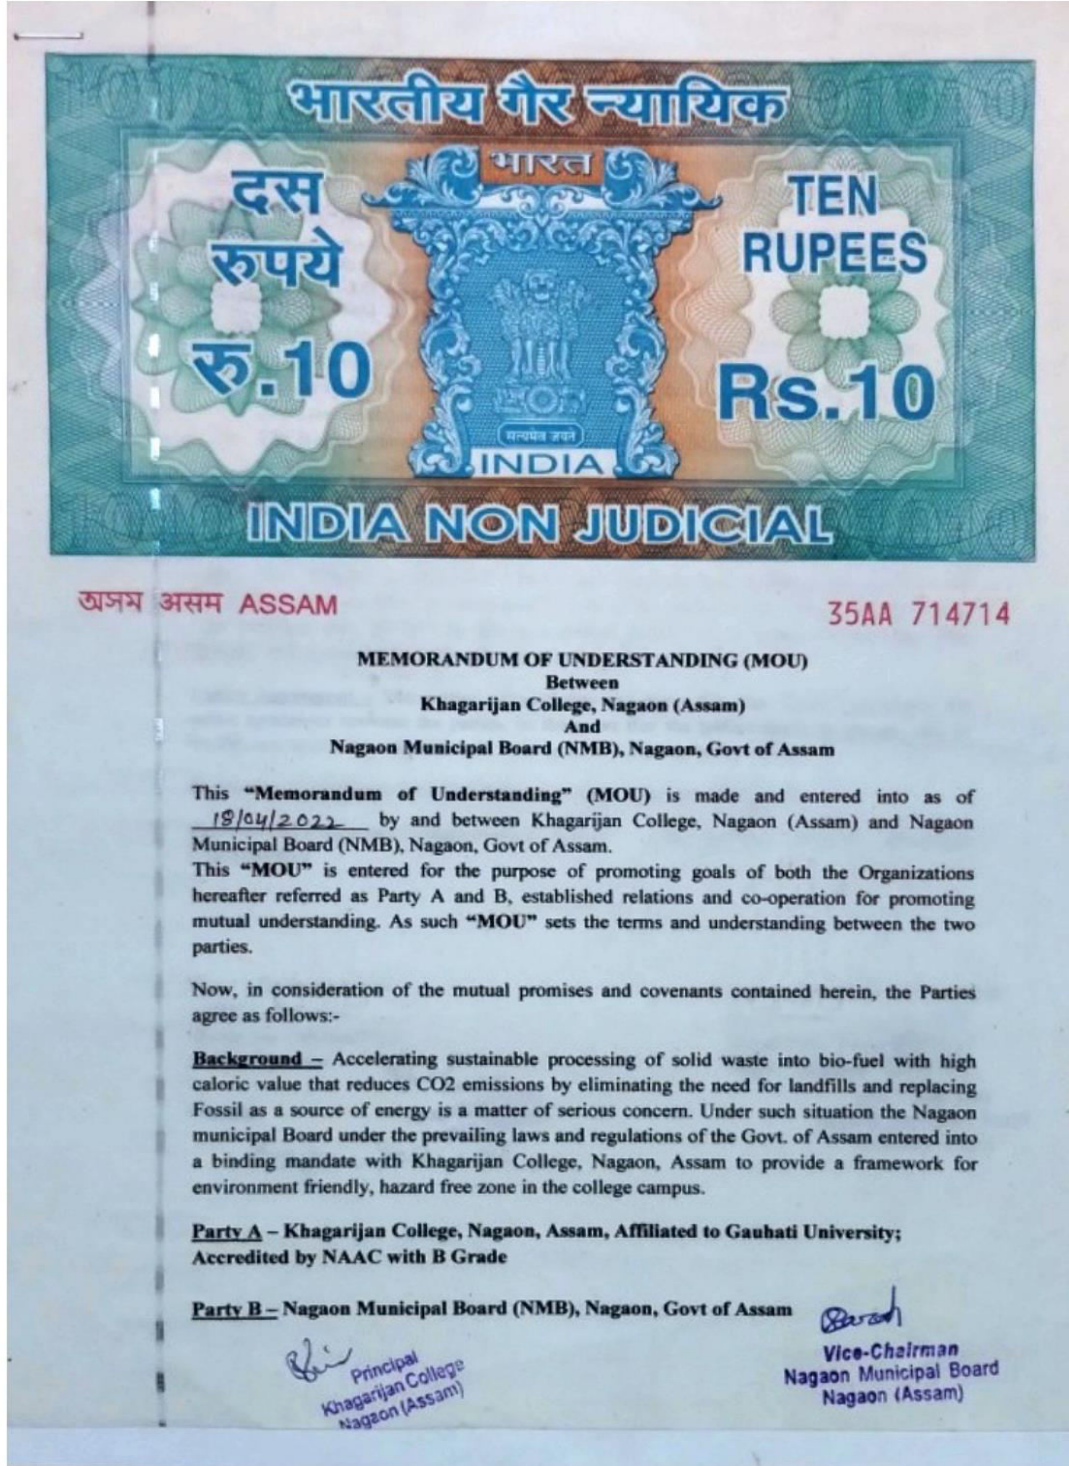 भारतीय गैर न्यायिक
भारत
दस
रुपये
रु.10
TEN
RUPEES
Rs.10
सत्यमेव जयते
INDIA
INDIA NON JUDICIAL
অসম असम ASSAM
35AA 714714
MEMORANDUM OF UNDERSTANDING (MOU)
Between
Khagarijan College, Nagaon (Assam)
And
Nagaon Municipal Board (NMB), Nagaon, Govt of Assam
This “Memorandum of Understanding” (MOU) is made and entered into as of
18/04/2022 by and between Khagarijan College, Nagaon (Assam) and Nagaon
Municipal Board (NMB), Nagaon, Govt of Assam.
This “MOU” is entered for the purpose of promoting goals of both the Organizations
hereafter referred as Party A and B, established relations and co-operation for promoting
mutual understanding. As such “MOU” sets the terms and understanding between the two
parties.
Now, in consideration of the mutual promises and covenants contained herein, the Parties
agree as follows:-
Background – Accelerating sustainable processing of solid waste into bio-fuel with high
caloric value that reduces CO2 emissions by eliminating the need for landfills and replacing
Fossil as a source of energy is a matter of serious concern. Under such situation the Nagaon
municipal Board under the prevailing laws and regulations of the Govt. of Assam entered into
a binding mandate with Khagarijan College, Nagaon, Assam to provide a framework for
environment friendly, hazard free zone in the college campus.
Party A – Khagarijan College, Nagaon, Assam, Affiliated to Gauhati University;
Accredited by NAAC with B Grade
Party B – Nagaon Municipal Board (NMB), Nagaon, Govt of Assam
Principal
Khagarijan College
Nagaon (Assam)
Vice-Chairman
Nagaon Municipal Board
Nagaon (Assam)